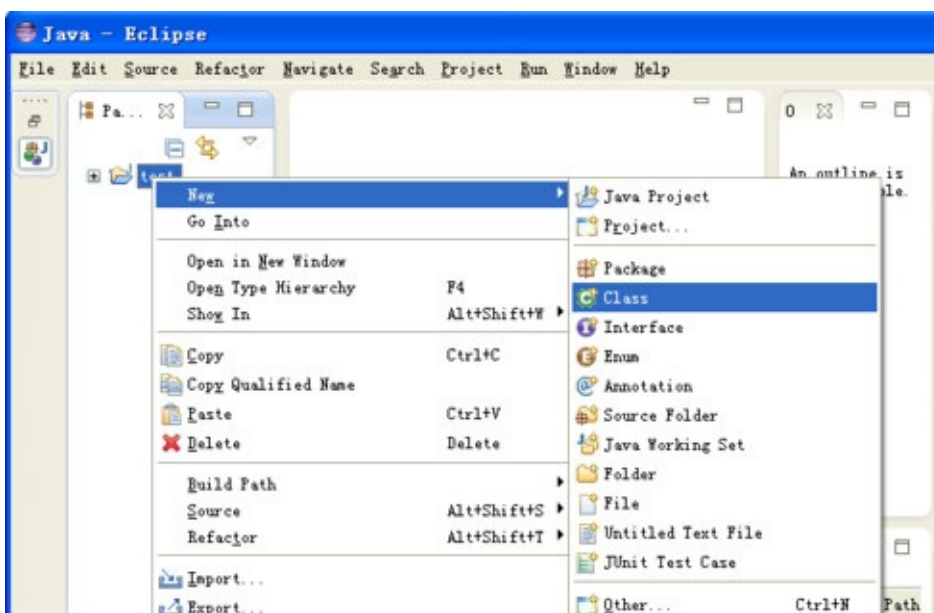 Java - Eclipse
File Edit Source Refactor Navigate Search Project Run Window Help
Pa...
O
test
An outline is
New
Go Into
Open in New Window
Open Type Hierarchy F4
Show In Alt+Shift+W
Copy Ctrl+C
Copy Qualified Name
Paste Ctrl+V
Delete Delete
Build Path
Source Alt+Shift+S
Refactor Alt+Shift+T
Import...
Export...
Java Project
Project...
Package
Class
Interface
Enum
Annotation
Source Folder
Java Working Set
Folder
File
Untitled Text File
JUnit Test Case
Other... Ctrl+N
Path